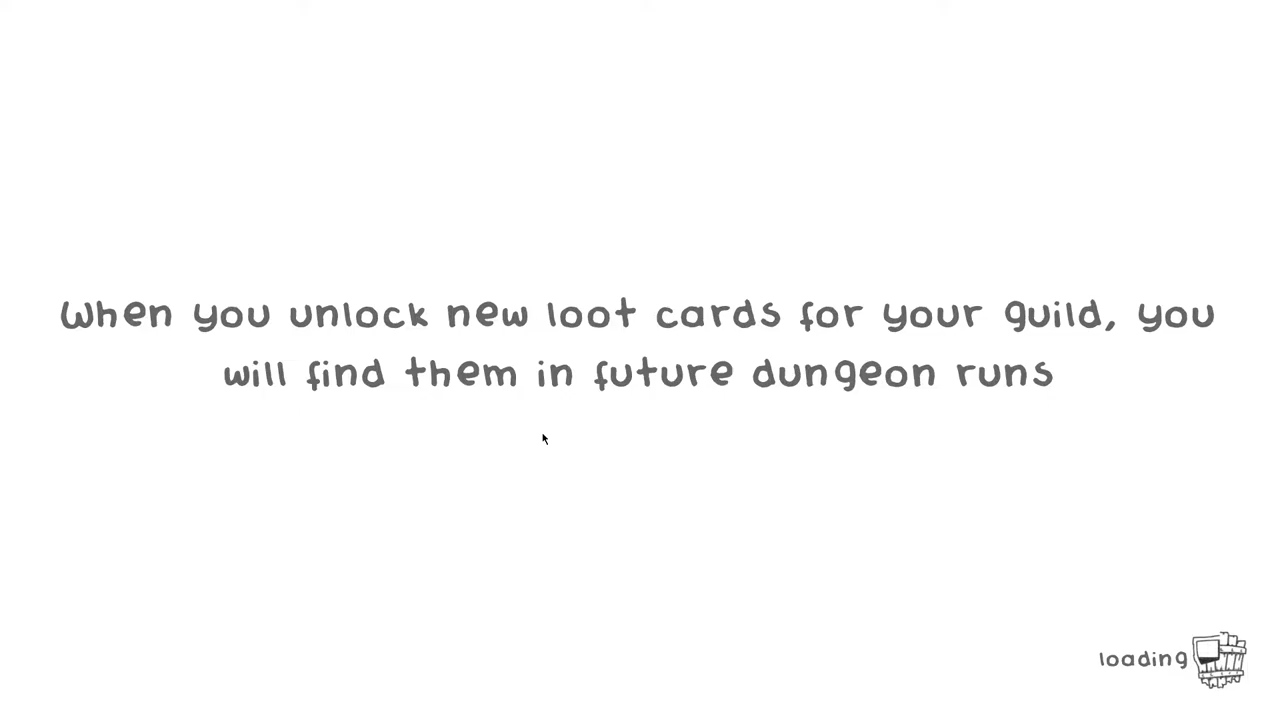 When you unlock new loot cards for your guild, you
will find them in future dungeon runs
loading